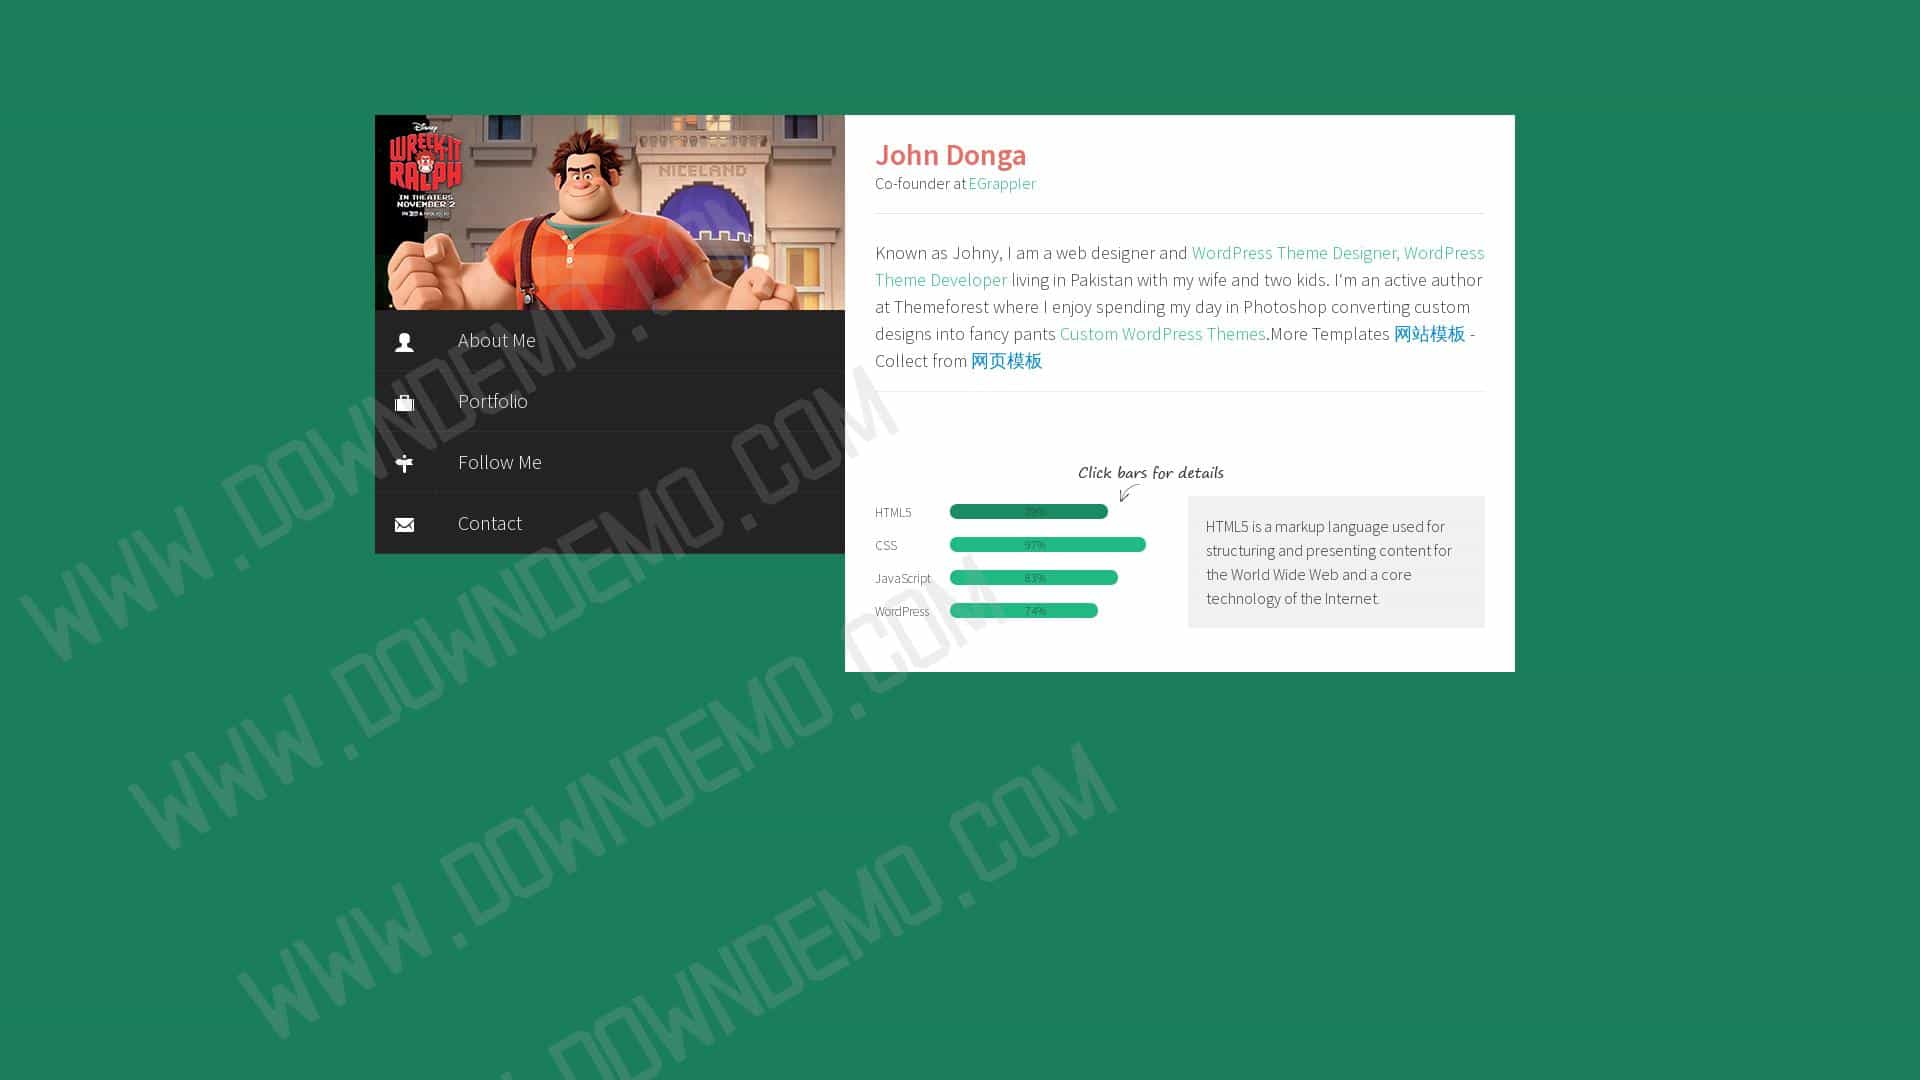 Disney
WRECK-IT
RALPH
IN THEATERS
NOVEMBER 2
NICELAND
About Me
Portfolio
Follow Me
Contact
John Donga
Co-founder at EGrappler
Known as Johny, I am a web designer and WordPress Theme Designer, WordPress
Theme Developer living in Pakistan with my wife and two kids. I'm an active author
at Themeforest where I enjoy spending my day in Photoshop converting custom
designs into fancy pants Custom WordPress Themes.More Templates 网站模板 -
Collect from 网页模板
Click bars for details
HTML5 79%
CSS 97%
JavaScript 83%
WordPress 74%
HTML5 is a markup language used for
structuring and presenting content for
the World Wide Web and a core
technology of the Internet.
WWW.DOWNDEMO.COM
WWW.DOWNDEMO.COM
WWW.DOWNDEMO.COM
DOWNDEMO.COM